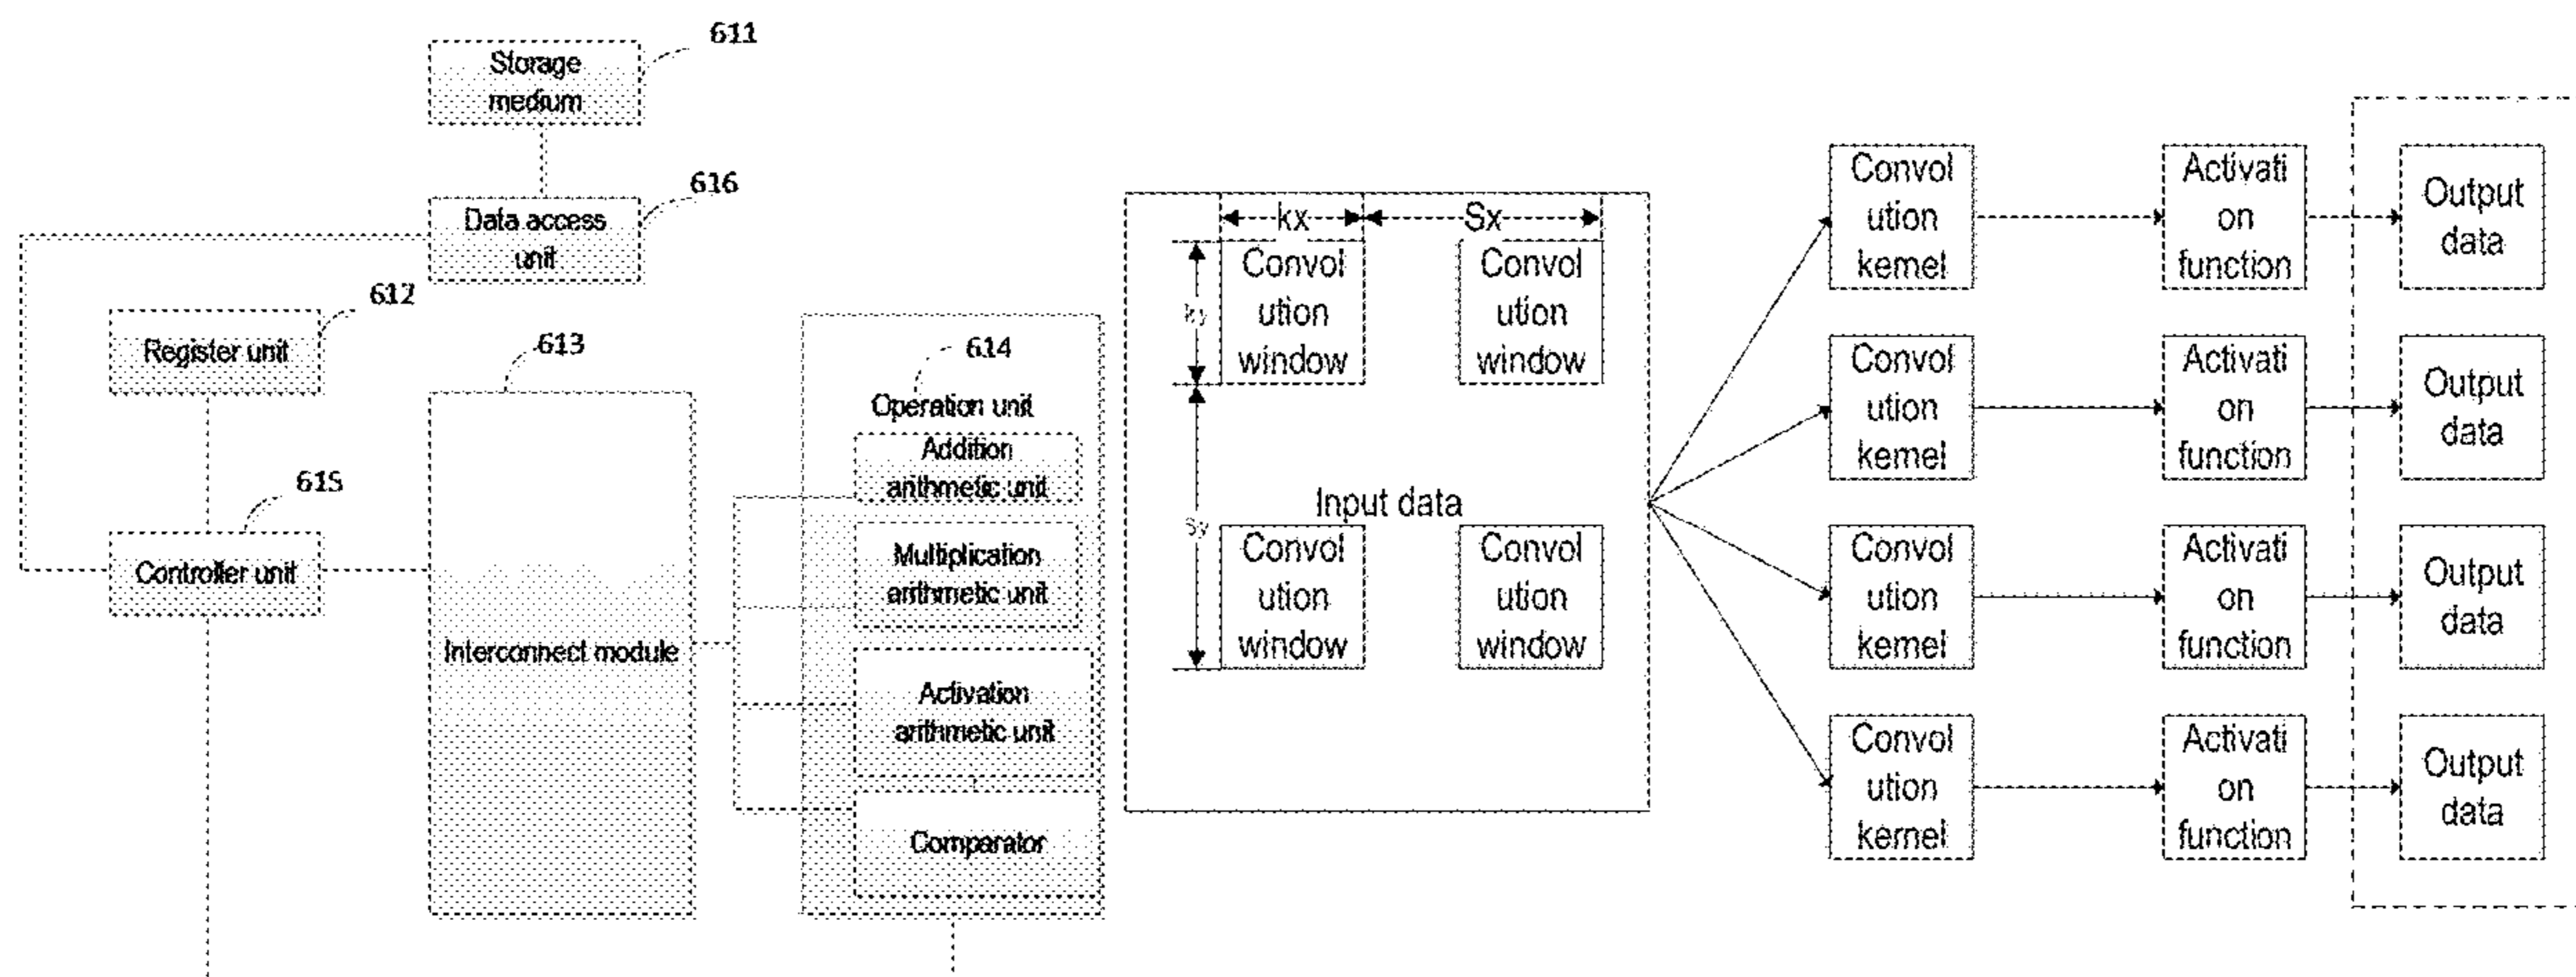 611
Storage
medium
616
Data access
unit
612
Register unit
613
614
Operation unit
Addition
arithmetic unit
615
Controller unit
Multiplication
arithmetic unit
Interconnect module
Activation
arithmetic unit
Comparator
kx
Sx
ky
Sy
Convol
ution
window
Convol
ution
window
Input data
Convol
ution
window
Convol
ution
window
Convol
ution
kernel
Activati
on
function
Output
data
Convol
ution
kernel
Activati
on
function
Output
data
Convol
ution
kernel
Activati
on
function
Output
data
Convol
ution
kernel
Activati
on
function
Output
data